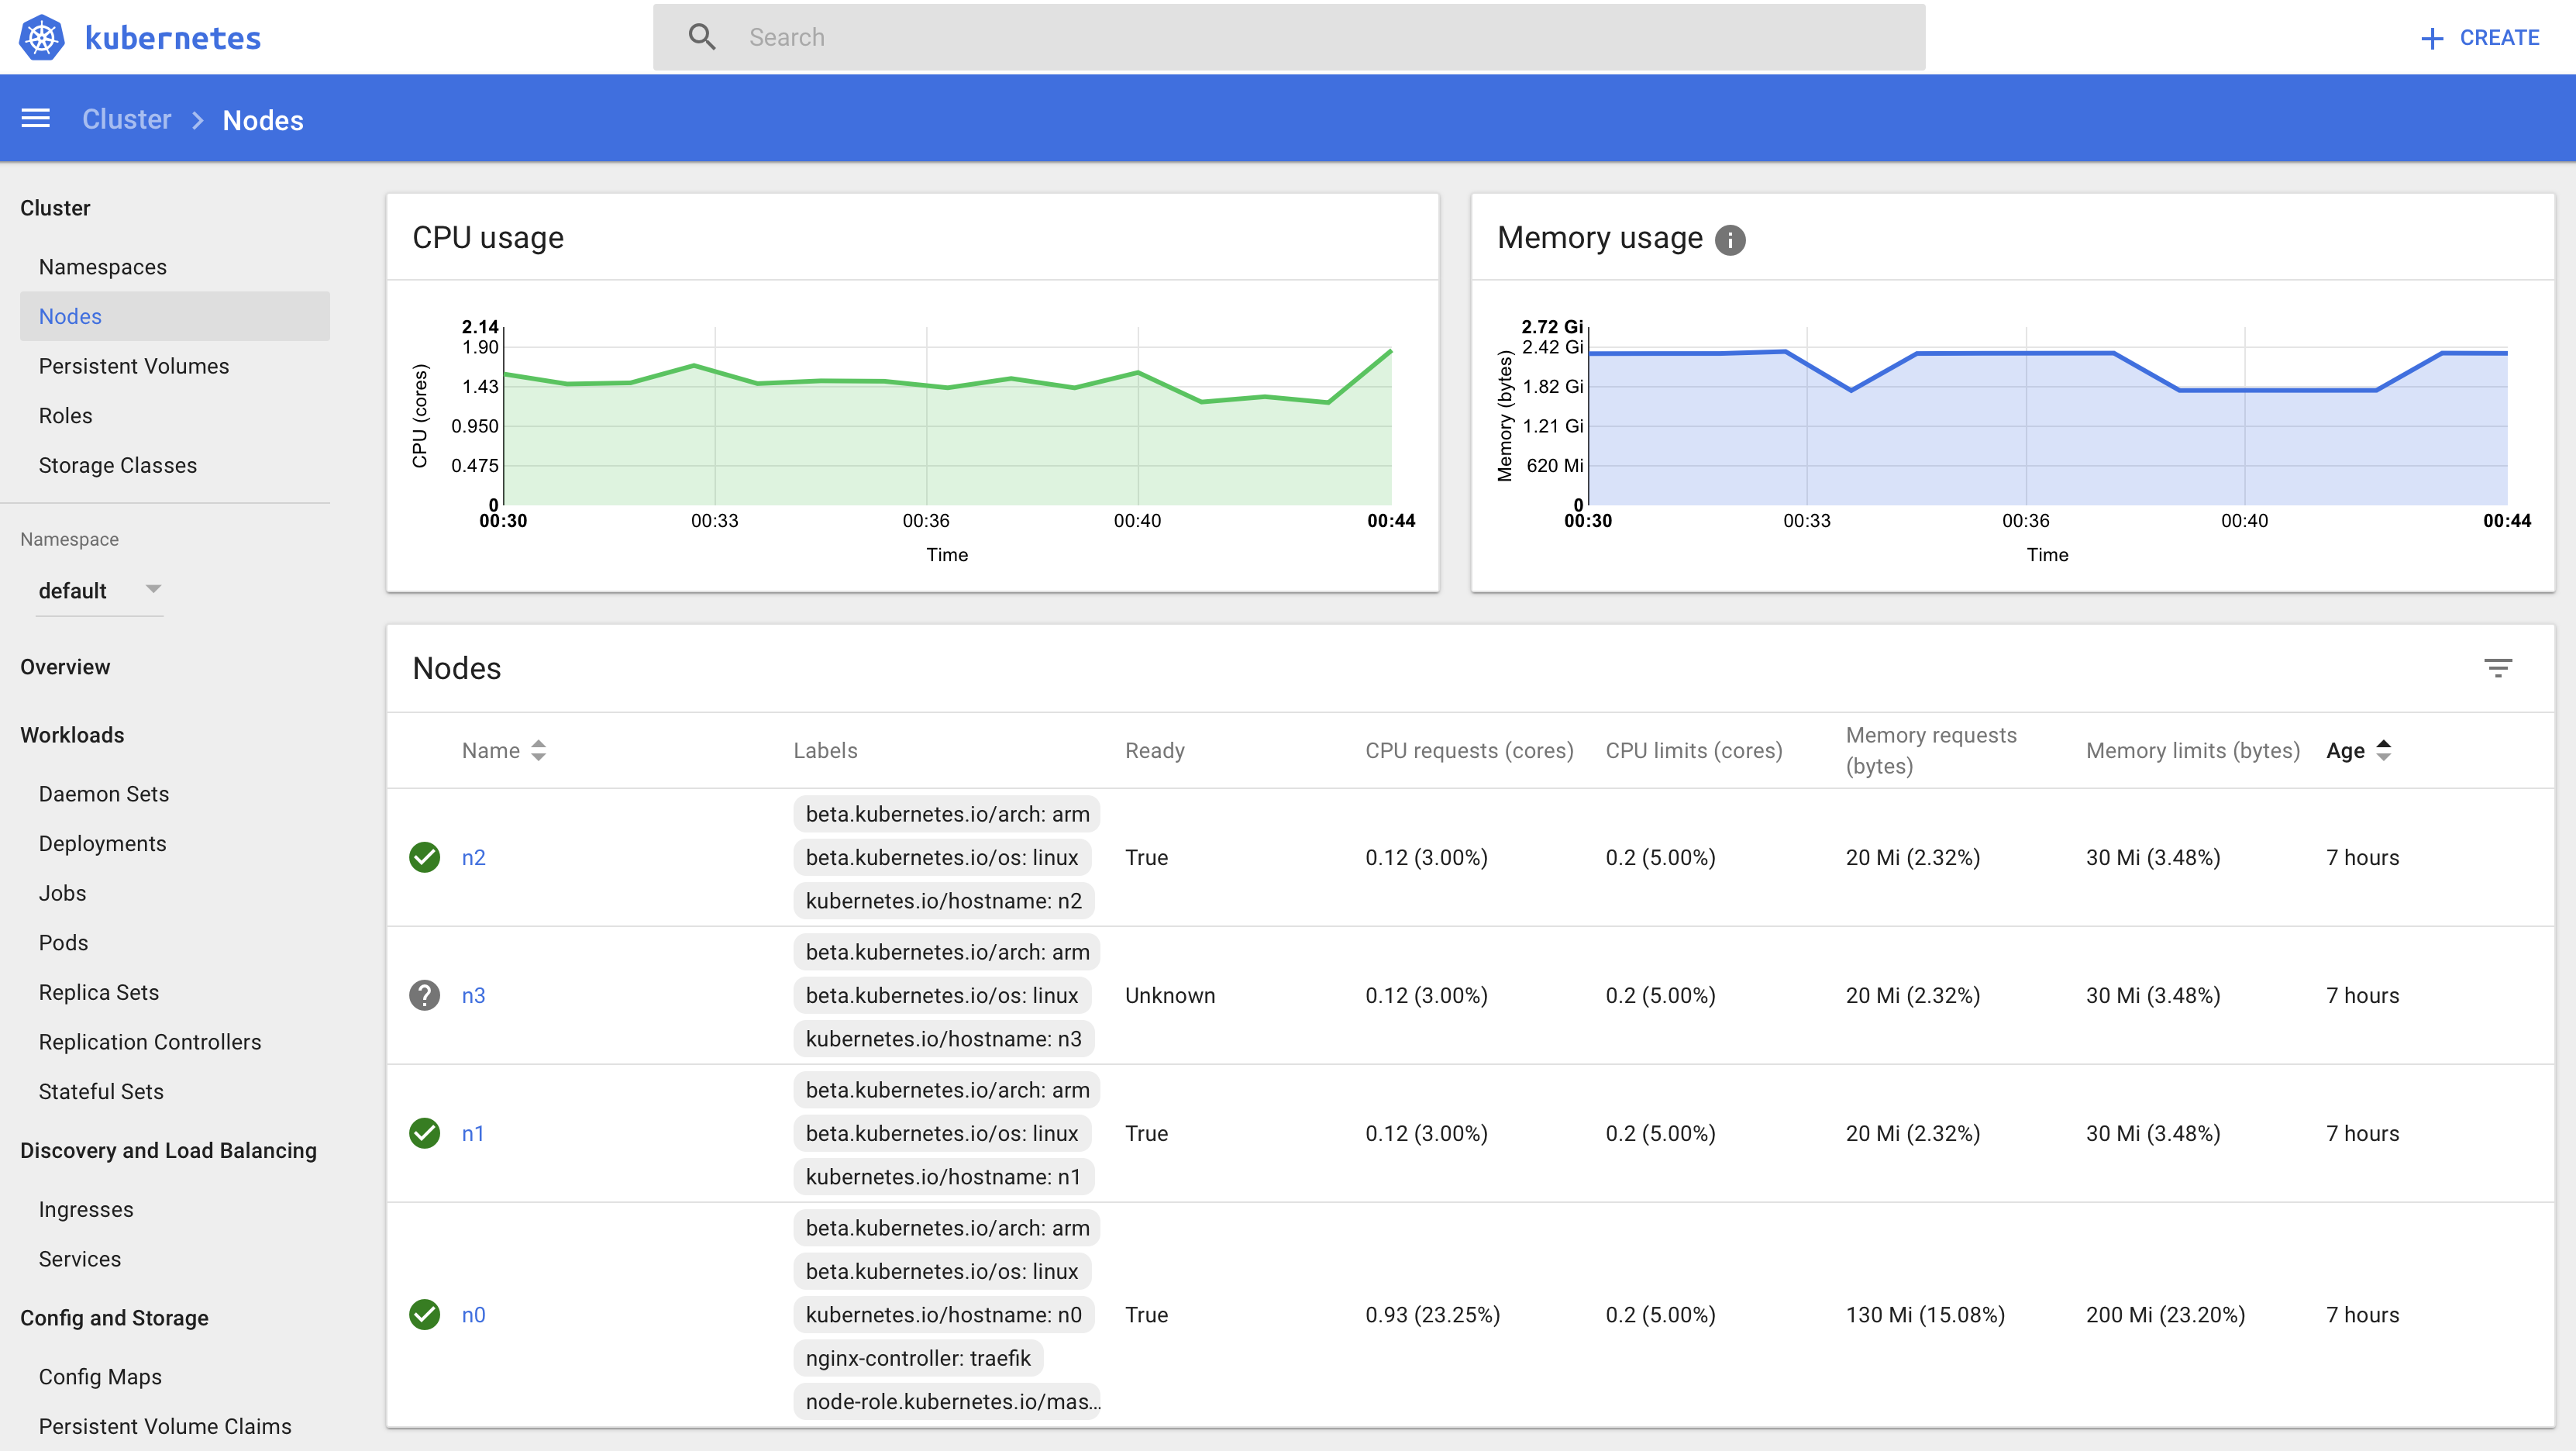 kubernetes
Search
CREATE
Cluster
Nodes
Cluster
Namespaces
Nodes
Persistent Volumes
Roles
Storage Classes
Namespace
default
Overview
Workloads
Daemon Sets
Deployments
Jobs
Pods
Replica Sets
Replication Controllers
Stateful Sets
Discovery and Load Balancing
Ingresses
Services
Config and Storage
Config Maps
Persistent Volume Claims
CPU usage
CPU (cores)
2.14
1.90
1.43
0.950
0.475
0
00:30 00:33 00:36 00:40 00:44
Time
Memory usage
Memory (bytes)
2.72 Gi
2.42 Gi
1.82 Gi
1.21 Gi
620 Mi
0
00:30 00:33 00:36 00:40 00:44
Time
Nodes
Name Labels Ready CPU requests (cores) CPU limits (cores) Memory requests (bytes) Memory limits (bytes) Age
beta.kubernetes.io/arch: arm
n2 beta.kubernetes.io/os: linux True 0.12 (3.00%) 0.2 (5.00%) 20 Mi (2.32%) 30 Mi (3.48%) 7 hours
kubernetes.io/hostname: n2
beta.kubernetes.io/arch: arm
n3 beta.kubernetes.io/os: linux Unknown 0.12 (3.00%) 0.2 (5.00%) 20 Mi (2.32%) 30 Mi (3.48%) 7 hours
kubernetes.io/hostname: n3
beta.kubernetes.io/arch: arm
n1 beta.kubernetes.io/os: linux True 0.12 (3.00%) 0.2 (5.00%) 20 Mi (2.32%) 30 Mi (3.48%) 7 hours
kubernetes.io/hostname: n1
beta.kubernetes.io/arch: arm
beta.kubernetes.io/os: linux
n0 kubernetes.io/hostname: n0 True 0.93 (23.25%) 0.2 (5.00%) 130 Mi (15.08%) 200 Mi (23.20%) 7 hours
nginx-controller: traefik
node-role.kubernetes.io/mas...